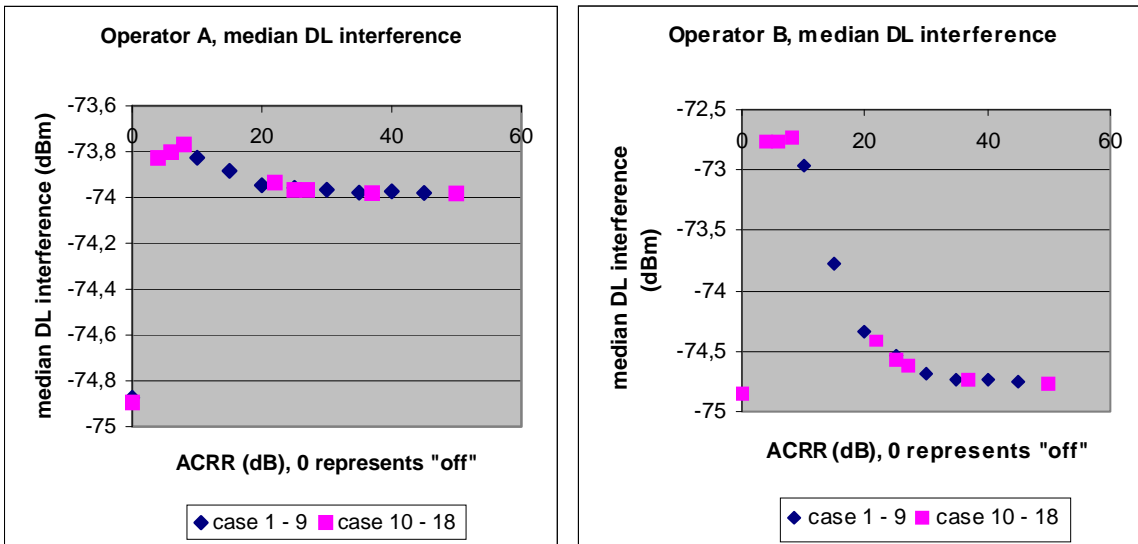 Operator A, median DL interference
median DL interference (dBm)
-73,6
-73,8
-74
-74,2
-74,4
-74,6
-74,8
-75
0
20
40
60
ACRR (dB), 0 represents "off"
case 1 - 9
case 10 - 18
Operator B, median DL interference
median DL interference
(dBm)
-72,5
-73
-73,5
-74
-74,5
-75
0
20
40
60
ACRR (dB), 0 represents "off"
case 1 - 9
case 10 - 18